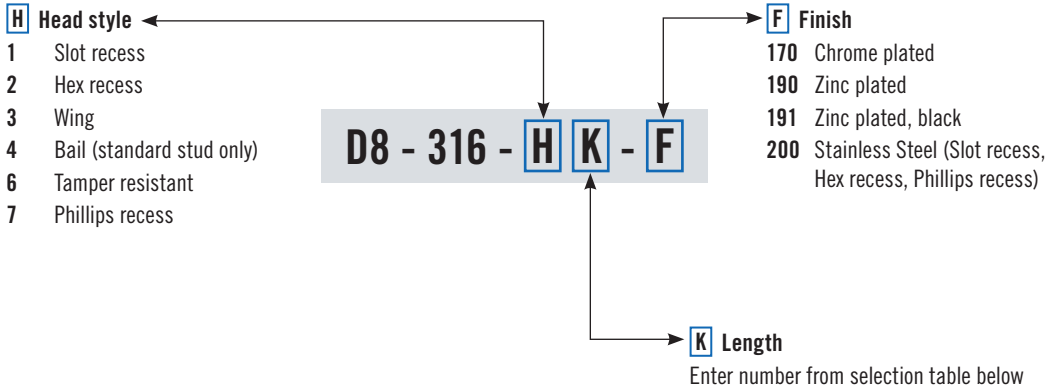 H Head style
1 Slot recess
2 Hex recess
3 Wing
4 Bail (standard stud only)
6 Tamper resistant
7 Phillips recess
D8 - 316 - H K - F
F Finish
170 Chrome plated
190 Zinc plated
191 Zinc plated, black
200 Stainless Steel (Slot recess,
Hex recess, Phillips recess)
K Length
Enter number from selection table below